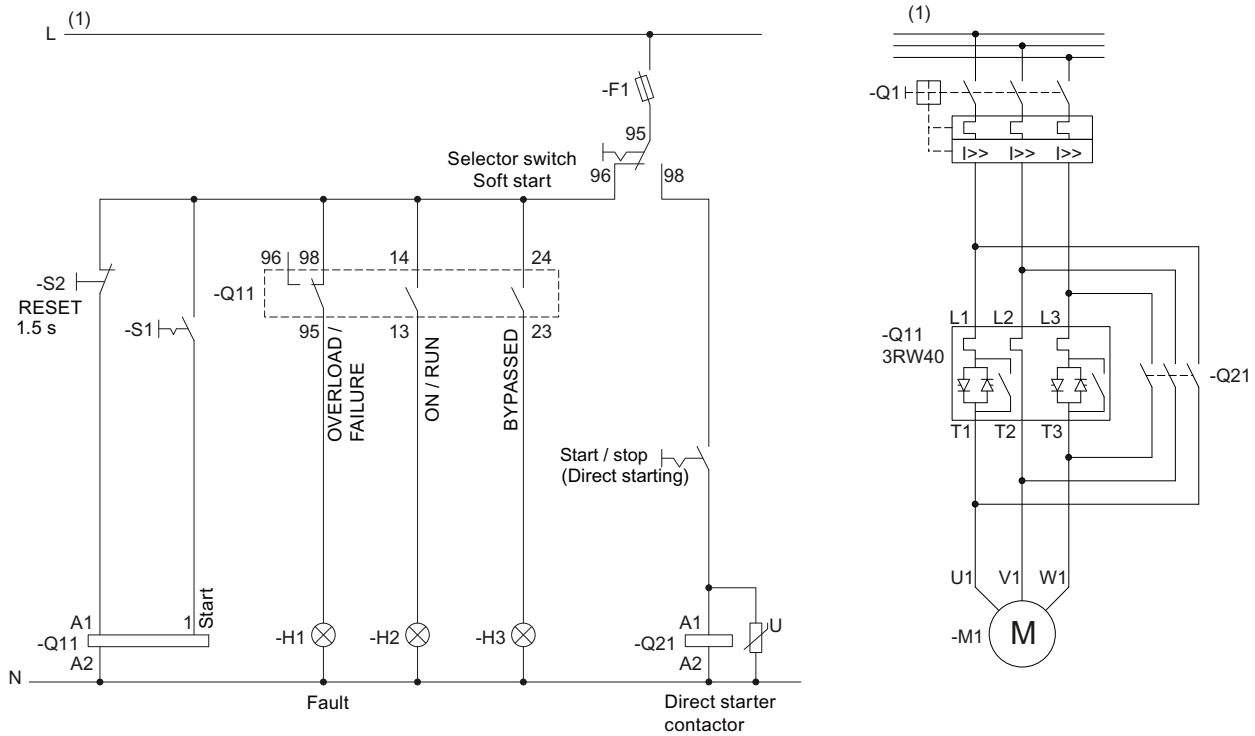 (1)
L
-F1
95
Selector switch
Soft start
96
98
-S2
RESET
1.5 s
-S1
96
98
14
24
-Q11
95
13
23
OVERLOAD /
FAILURE
ON / RUN
BYPASSED
Start / stop
(Direct starting)
A1
1
Start
-Q11
A2
-H1
-H2
-H3
A1
-Q21
A2
U
N
Fault
Direct starter
contactor
(1)
-Q1
I>>
I>>
I>>
L1
L2
L3
-Q11
3RW40
-Q21
T1
T2
T3
U1
V1
W1
-M1
M